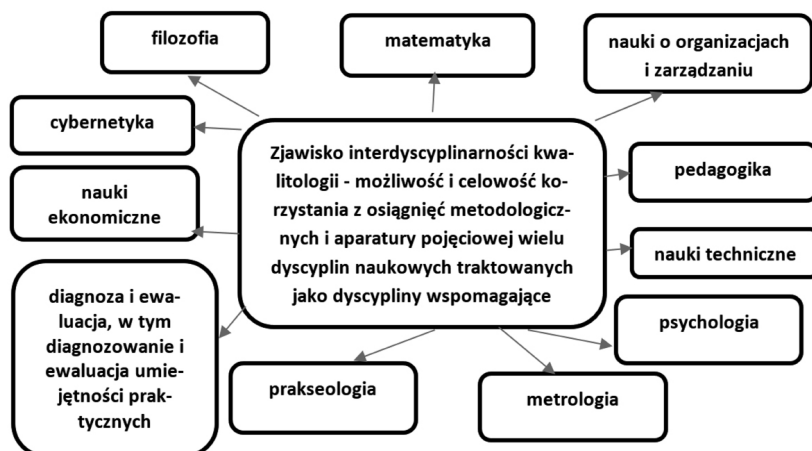 filozofia
matematyka
nauki o organizacjach
i zarządzaniu
cybernetyka
nauki
ekonomiczne
Zjawisko interdyscyplinarności kwa-
litologii - możliwość i celowość ko-
rzystania z osiągnięć metodologicz-
nych i aparatury pojęciowej wielu
dyscyplin naukowych traktowanych
jako dyscypliny wspomagające
pedagogika
nauki techniczne
diagnoza i ewa-
luacja, w tym
diagnozowanie i
ewaluacja umie-
jętności prak-
tycznych
psychologia
prakseologia
metrologia